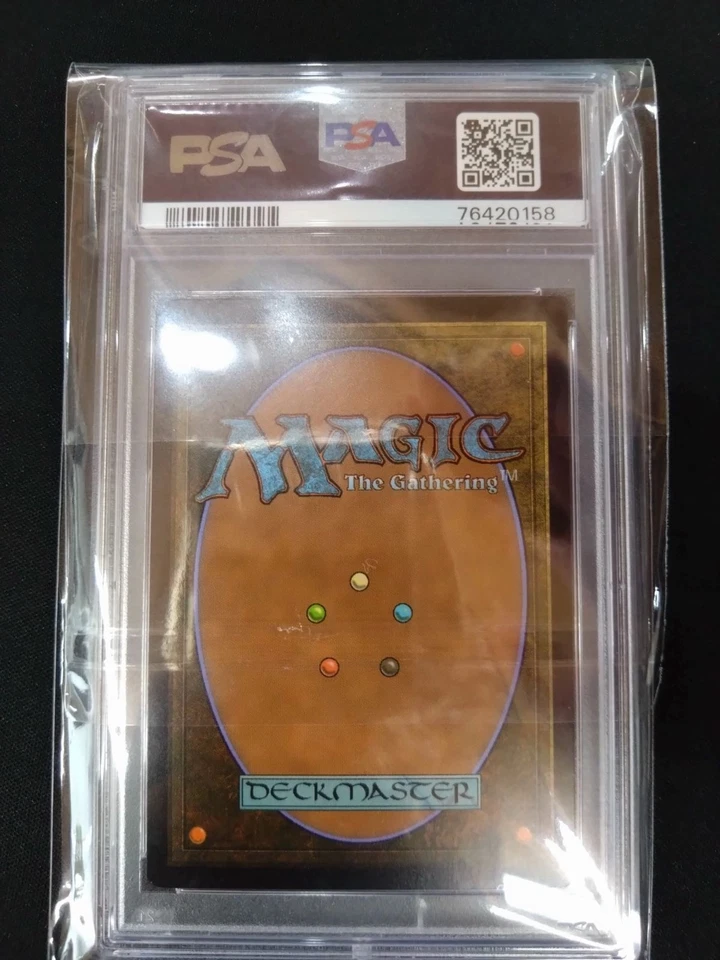 PSA
PSA
76420158
MAGIC
The Gathering™
DECKMASTER